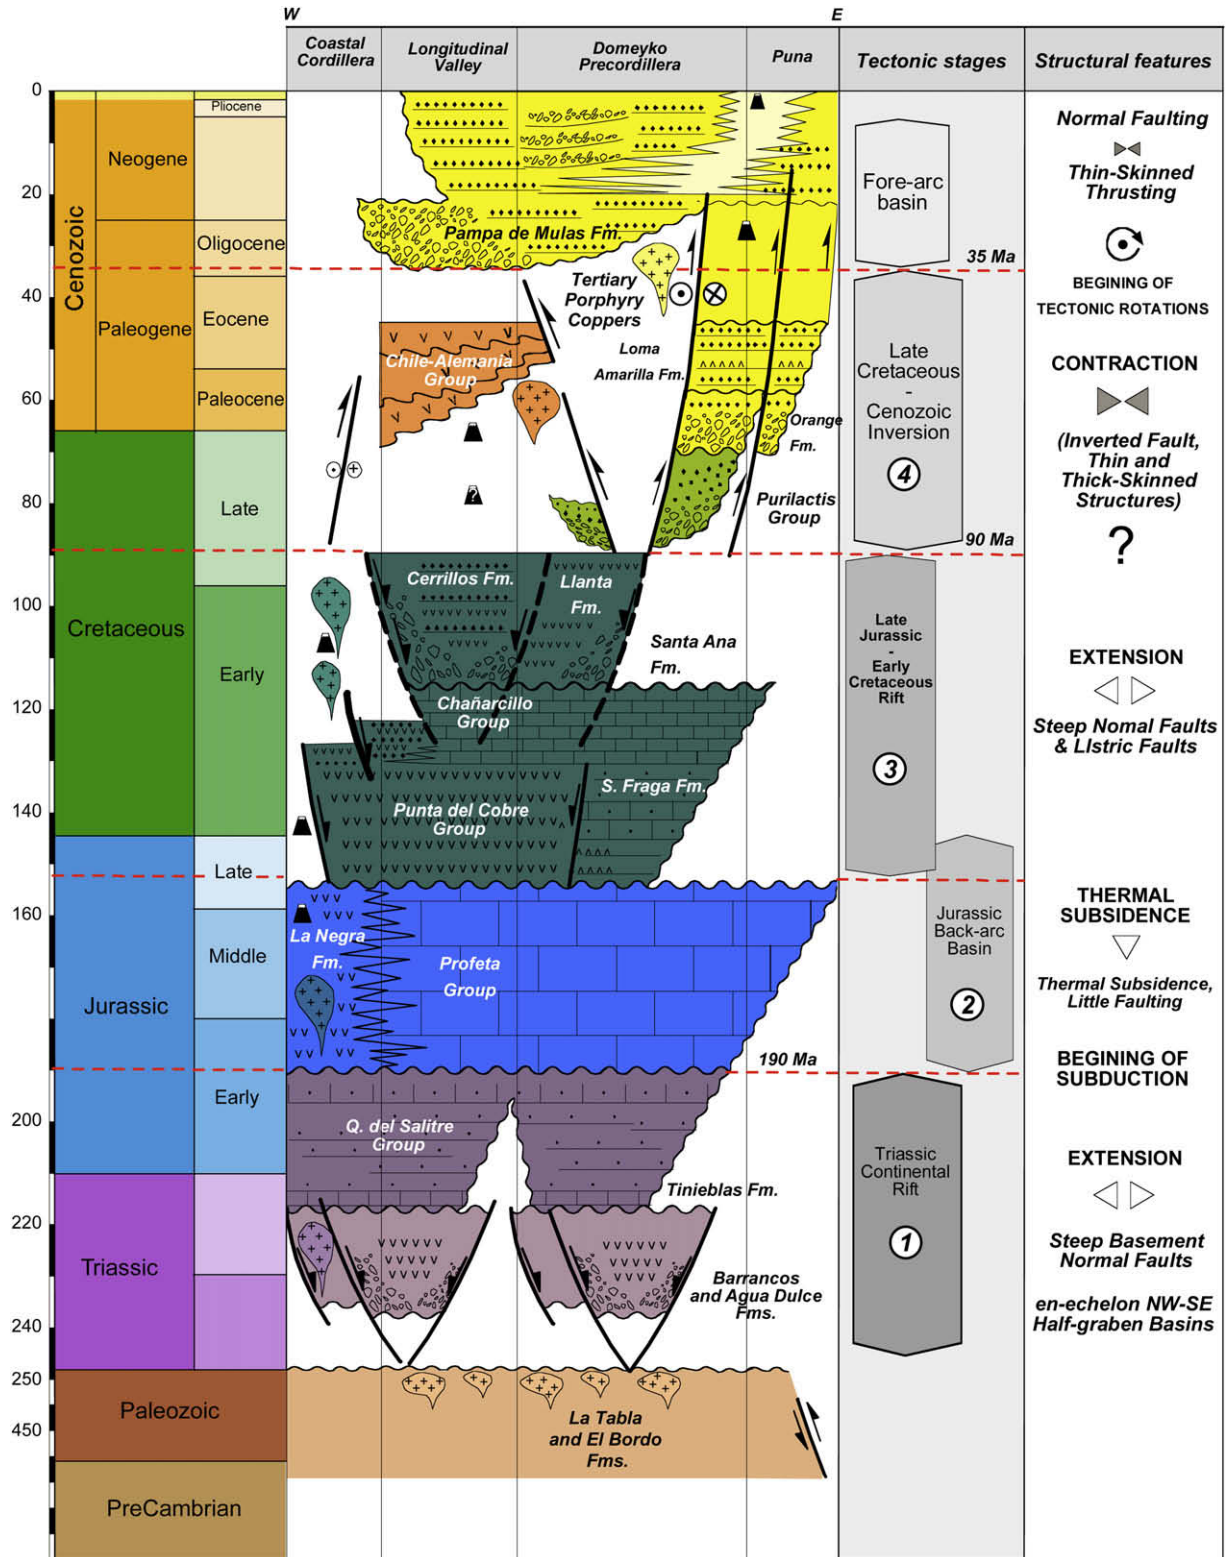 W
E
Coastal
Cordillera
Longitudinal
Valley
Domeyko
Precordillera
Puna
Tectonic stages
Structural features
0
20
40
60
80
100
120
140
160
200
220
240
250
450
Cenozoic
Neogene
Paleogene
Cretaceous
Jurassic
Triassic
Paleozoic
PreCambrian
Pliocene
Oligocene
Eocene
Paleocene
Late
Early
Late
Middle
Early
Pampa de Mulas Fm.
Tertiary
Porphyry
Coppers
Loma
Amarilla Fm.
Chile-Alemania
Group
Orange
Fm.
?
Purilactis
Group
Cerrillos Fm.
Llanta
Fm.
Santa Ana
Fm.
Chañarcillo
Group
S. Fraga Fm.
Punta del Cobre
Group
La Negra
Fm.
Profeta
Group
190 Ma
Q. del Salitre
Group
Tinieblas Fm.
Barrancos
and Agua Dulce
Fms.
La Tabla
and El Bordo
Fms.
Fore-arc
basin
35 Ma
Late
Cretaceous
-
Cenozoic
Inversion
4
90 Ma
Late
Jurassic
-
Early
Cretaceous
Rift
3
Jurassic
Back-arc
Basin
2
Triassic
Continental
Rift
1
Normal Faulting
Thin-Skinned
Thrusting
BEGINING OF
TECTONIC ROTATIONS
CONTRACTION
(Inverted Fault,
Thin and
Thick-Skinned
Structures)
?
EXTENSION
Steep Nomal Faults
& LIstric Faults
THERMAL
SUBSIDENCE
Thermal Subsidence,
Little Faulting
BEGINING OF
SUBDUCTION
EXTENSION
Steep Basement
Normal Faults
en-echelon NW-SE
Half-graben Basins